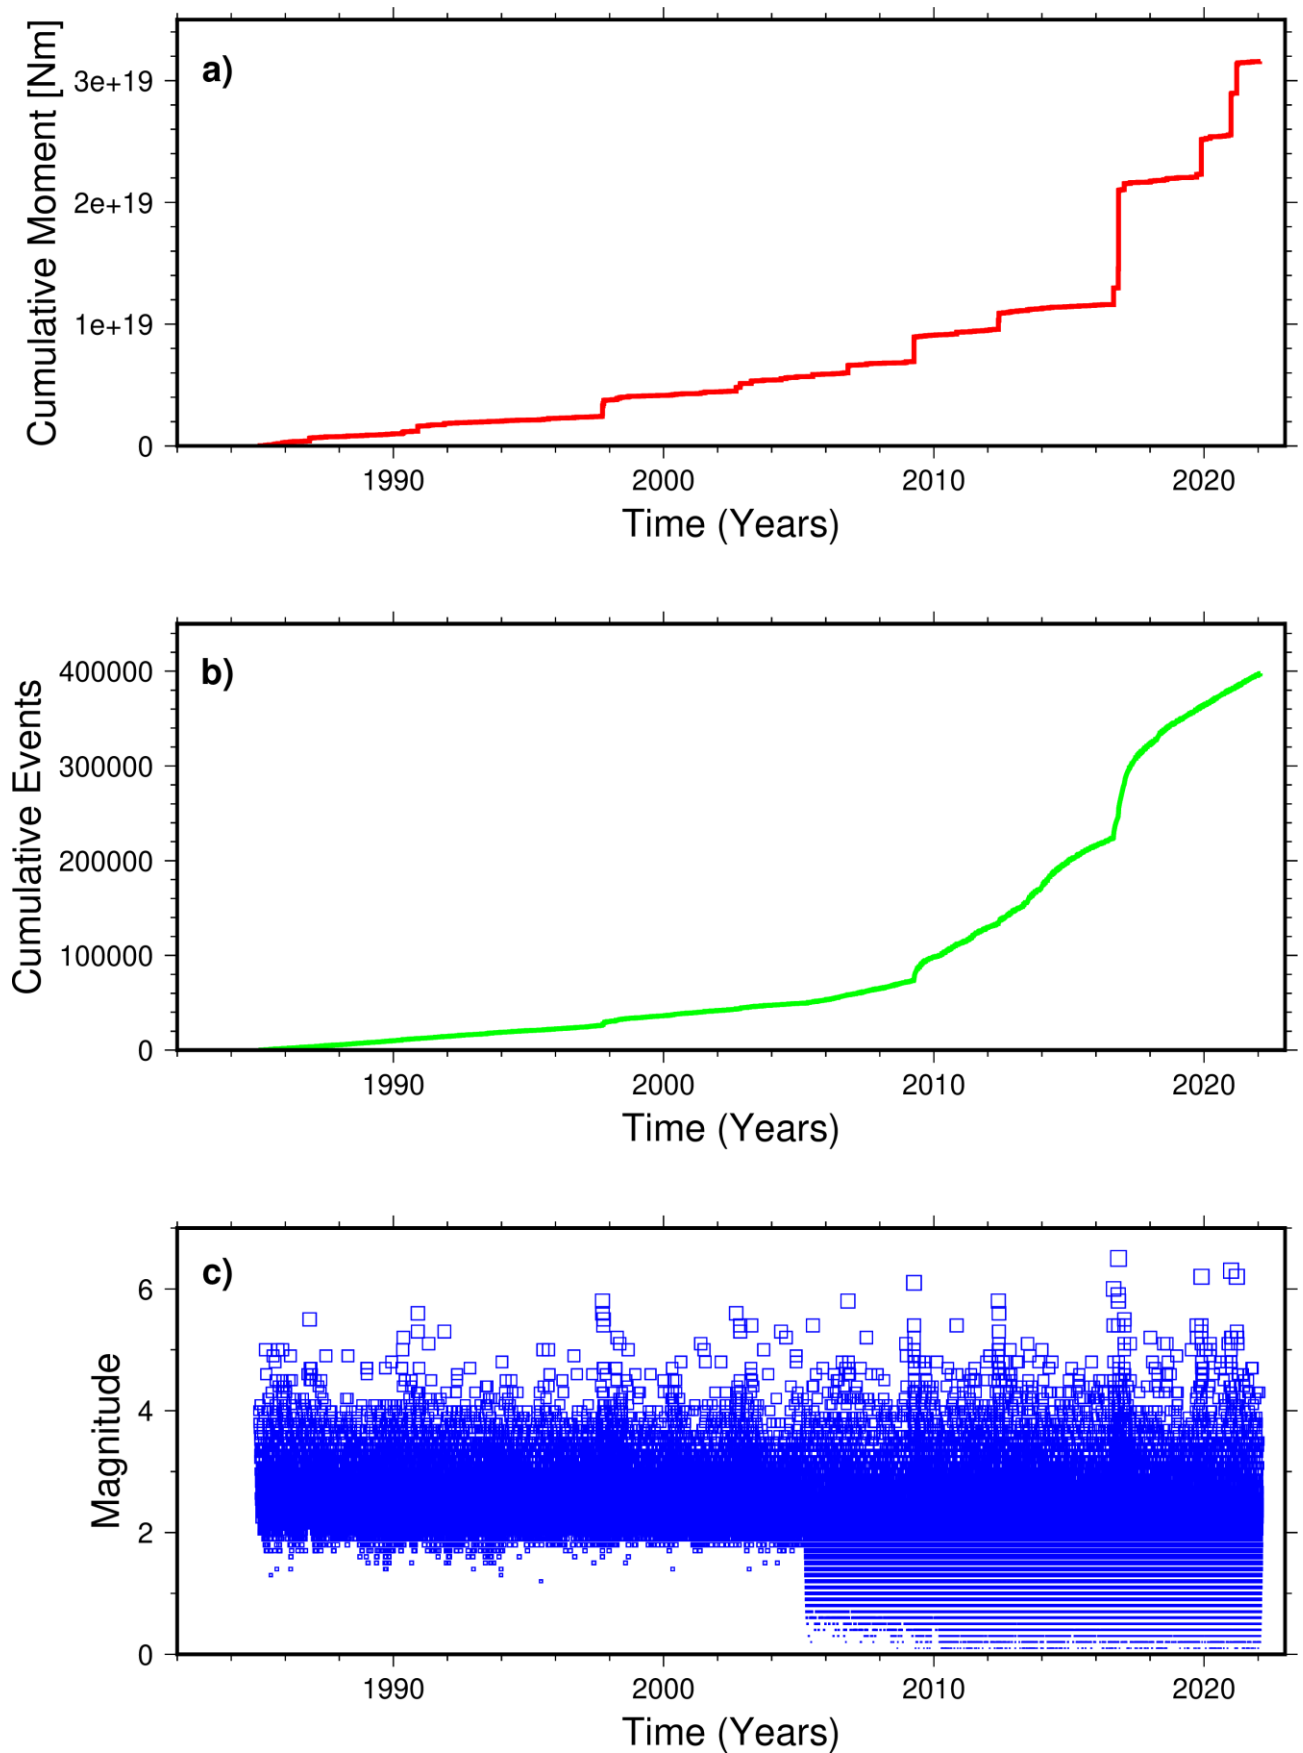 a)
Cumulative Moment [Nm]
3e+19
2e+19
1e+19
0
1990 2000 2010 2020
Time (Years)
b)
Cumulative Events
400000
300000
200000
100000
0
1990 2000 2010 2020
Time (Years)
c)
Magnitude
6
4
2
0
1990 2000 2010 2020
Time (Years)